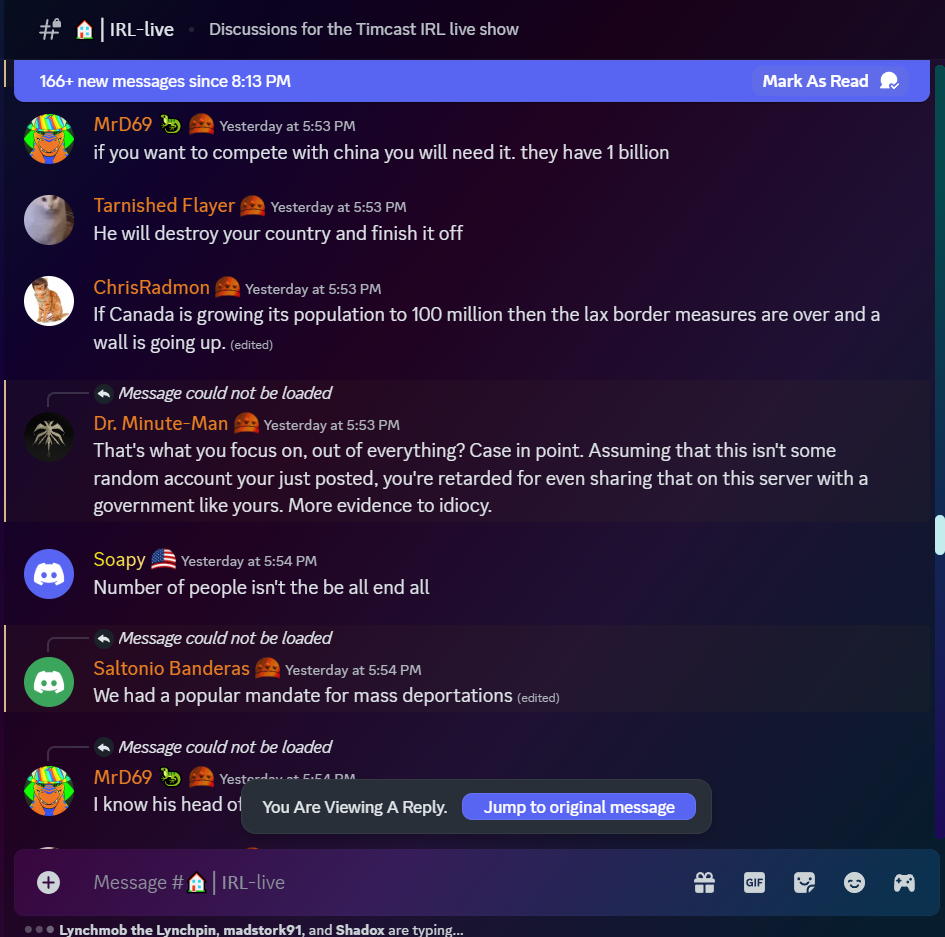 IRL-live • Discussions for the Timcast IRL live show
166+ new messages since 8:13 PM Mark As Read
MrD69 Yesterday at 5:53 PM
if you want to compete with china you will need it. they have 1 billion
Tarnished Flayer Yesterday at 5:53 PM
He will destroy your country and finish it off
ChrisRadmon Yesterday at 5:53 PM
If Canada is growing its population to 100 million then the lax border measures are over and a
wall is going up. (edited)
Message could not be loaded
Dr. Minute-Man Yesterday at 5:53 PM
That's what you focus on, out of everything? Case in point. Assuming that this isn't some
random account your just posted, you're retarded for even sharing that on this server with a
government like yours. More evidence to idiocy.
Soapy Yesterday at 5:54 PM
Number of people isn't the be all end all
Message could not be loaded
Saltonio Banderas Yesterday at 5:54 PM
We had a popular mandate for mass deportations (edited)
Message could not be loaded
MrD69 Yesterday at 5:54 PM
I know his head of
You Are Viewing A Reply. Jump to original message
Message # | IRL-live GIF
Lynchmob the Lynchpin, madstork91, and Shadox are typing...